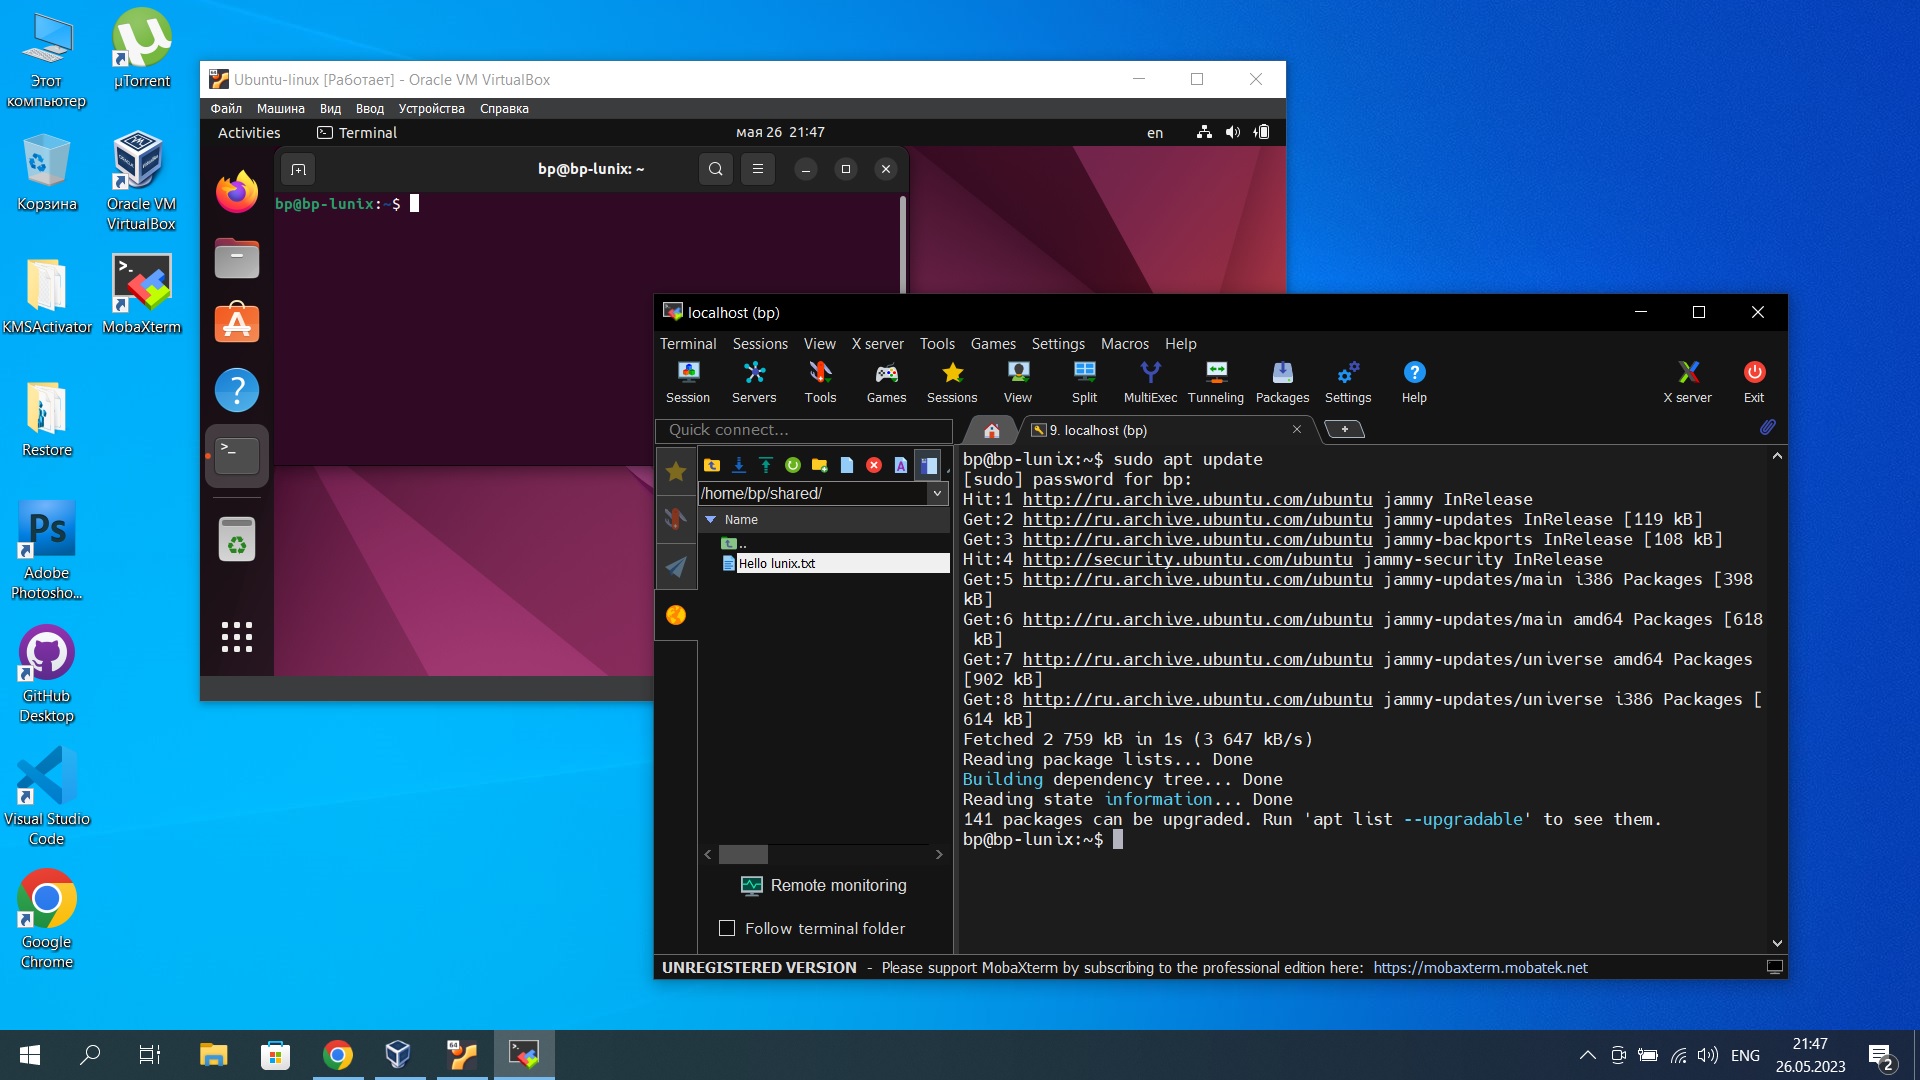 Этот
компьютер
µTorrent
Корзина
Oracle VM
VirtualBox
KMSActivator
MobaXterm
Restore
Ps
Adobe
Photosho...
GitHub
Desktop
Visual Studio
Code
Google
Chrome
Ubuntu-linux [Работает] - Oracle VM VirtualBox
Файл Машина Вид Ввод Устройства Справка
Activities Terminal мая 26 21:47 en
bp@bp-lunix: ~
bp@bp-lunix:~$
localhost (bp)
Terminal Sessions View X server Tools Games Settings Macros Help
Session Servers Tools Games Sessions View Split MultiExec Tunneling Packages Settings Help X server Exit
Quick connect...
9. localhost (bp)
/home/bp/shared/
Name
..
Hello lunix.txt
Remote monitoring
Follow terminal folder
bp@bp-lunix:~$ sudo apt update
[sudo] password for bp:
Hit:1 http://ru.archive.ubuntu.com/ubuntu jammy InRelease
Get:2 http://ru.archive.ubuntu.com/ubuntu jammy-updates InRelease [119 kB]
Get:3 http://ru.archive.ubuntu.com/ubuntu jammy-backports InRelease [108 kB]
Hit:4 http://security.ubuntu.com/ubuntu jammy-security InRelease
Get:5 http://ru.archive.ubuntu.com/ubuntu jammy-updates/main i386 Packages [398
kB]
Get:6 http://ru.archive.ubuntu.com/ubuntu jammy-updates/main amd64 Packages [618
kB]
Get:7 http://ru.archive.ubuntu.com/ubuntu jammy-updates/universe amd64 Packages
[902 kB]
Get:8 http://ru.archive.ubuntu.com/ubuntu jammy-updates/universe i386 Packages [
614 kB]
Fetched 2 759 kB in 1s (3 647 kB/s)
Reading package lists... Done
Building dependency tree... Done
Reading state information... Done
141 packages can be upgraded. Run 'apt list --upgradable' to see them.
bp@bp-lunix:~$
UNREGISTERED VERSION - Please support MobaXterm by subscribing to the professional edition here: https://mobaxterm.mobatek.net
ENG
21:47
26.05.2023
2